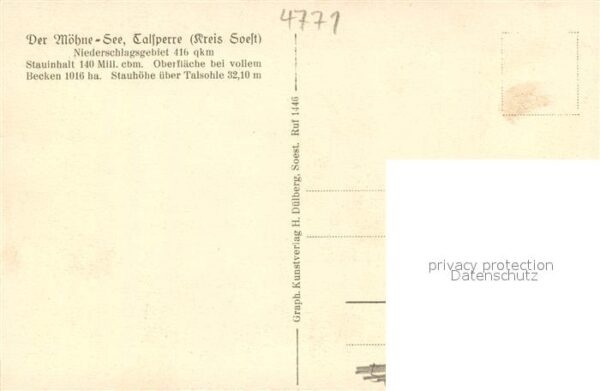 4771
Der Möhne-See, Talsperre (Kreis Soest)
Niederschlagsgebiet 416 qkm
Stauinhalt 140 Mill. cbm. Oberfläche bei vollem
Becken 1016 ha. Stauhöhe über Talsohle 32,10 m
Graph. Kunstverlag H. Dülberg, Soest. Ruf 1446
privacy protection
Datenschutz